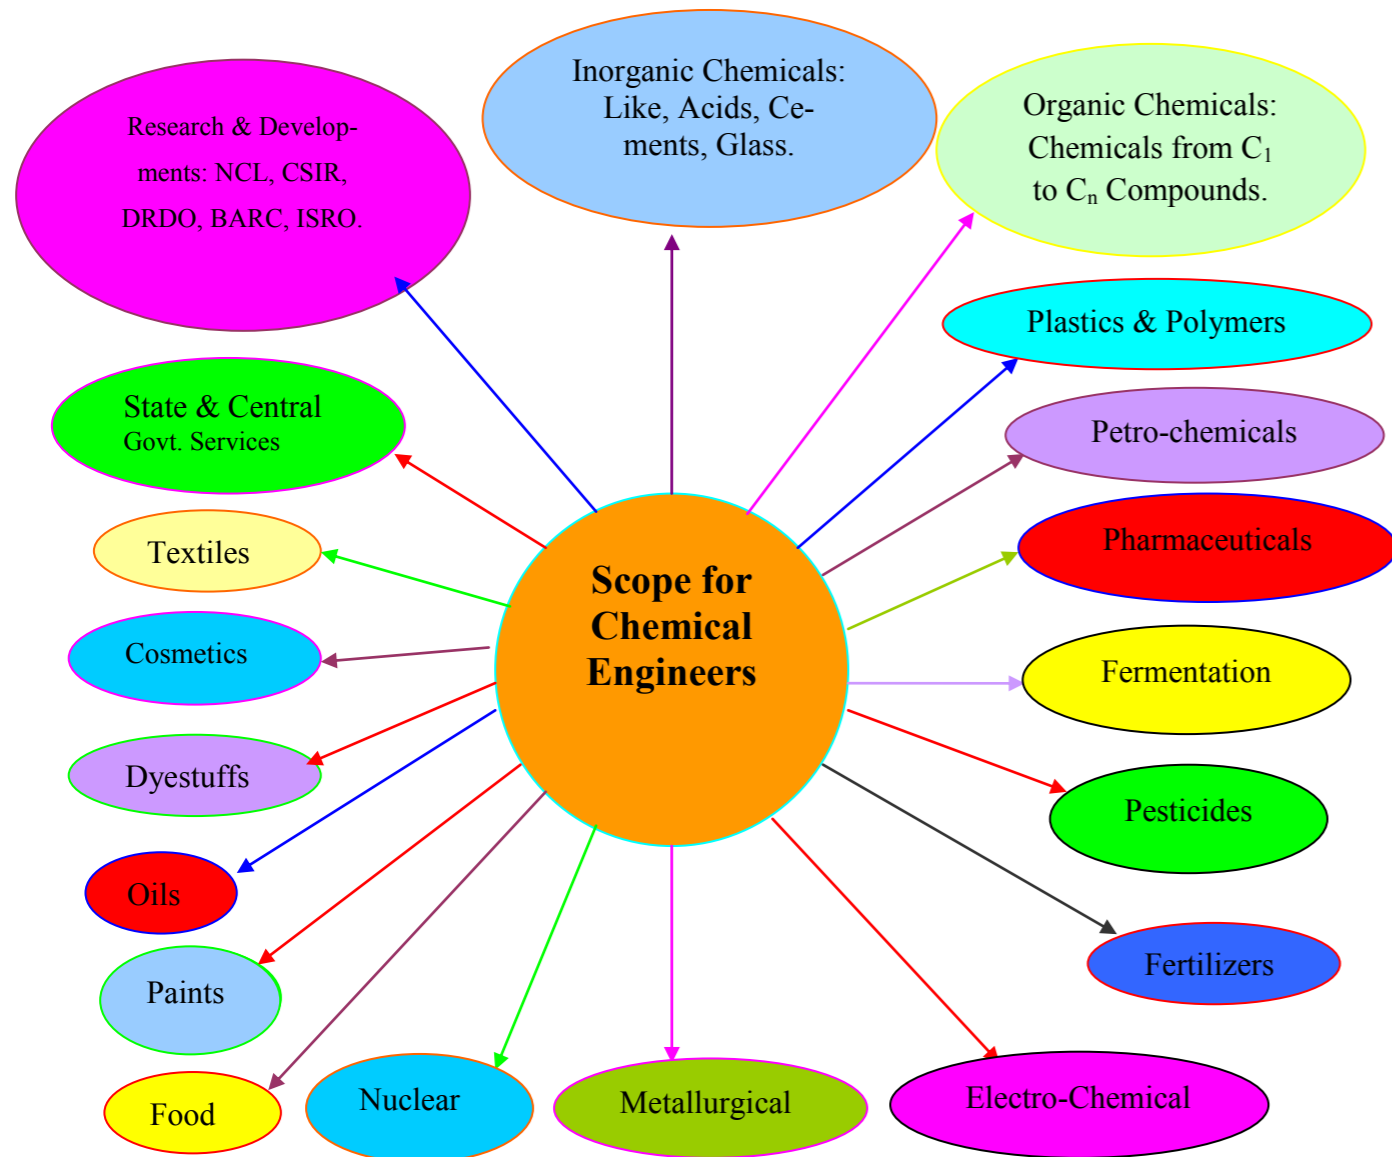 Inorganic Chemicals:
Like, Acids, Ce-
ments, Glass.
Organic Chemicals:
Chemicals from C₁
to Cₙ Compounds.
Research & Develop-
ments: NCL, CSIR,
DRDO, BARC, ISRO.
Plastics & Polymers
State & Central
Govt. Services
Petro-chemicals
Textiles
Pharmaceuticals
Scope for
Chemical
Engineers
Cosmetics
Fermentation
Dyestuffs
Pesticides
Oils
Fertilizers
Paints
Food
Nuclear
Metallurgical
Electro-Chemical